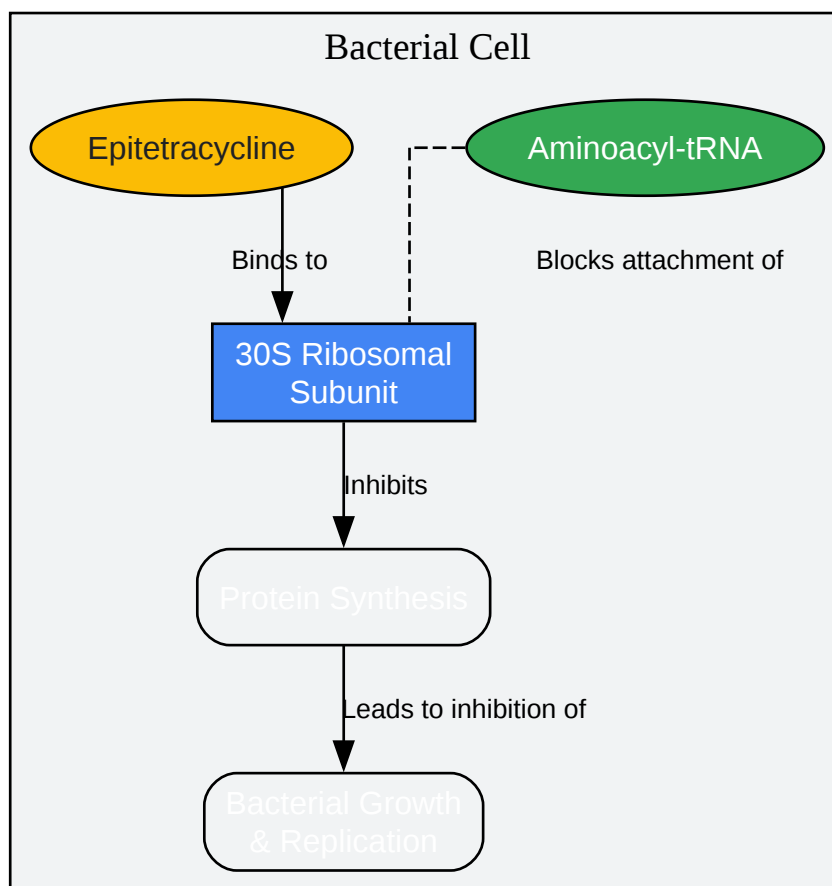 Bacterial Cell
Epitetracycline
Aminoacyl-tRNA
Binds to
Blocks attachment of
30S Ribosomal
Subunit
Inhibits
Protein Synthesis
Leads to inhibition of
Bacterial Growth
& Replication